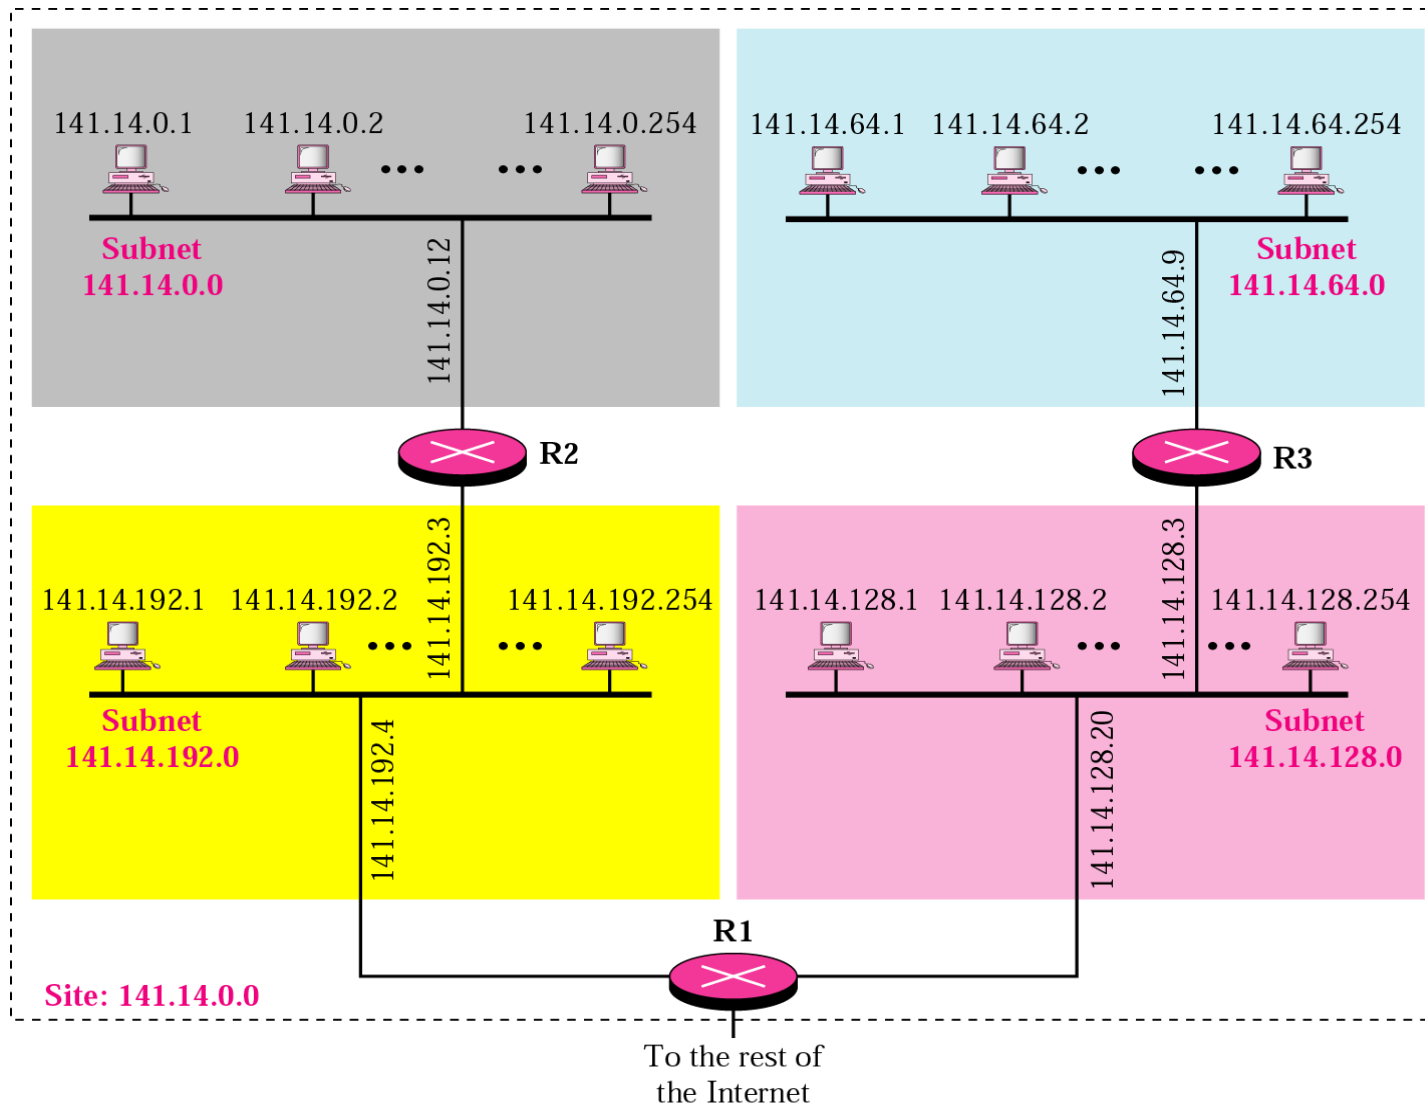 141.14.0.1
141.14.0.2
141.14.0.254
Subnet
141.14.0.0
141.14.0.12
141.14.64.1
141.14.64.2
141.14.64.254
141.14.64.9
Subnet
141.14.64.0
R2
R3
141.14.192.3
141.14.192.1
141.14.192.2
141.14.192.254
Subnet
141.14.192.0
141.14.192.4
141.14.128.3
141.14.128.1
141.14.128.2
141.14.128.254
141.14.128.20
Subnet
141.14.128.0
R1
Site: 141.14.0.0
To the rest of
the Internet